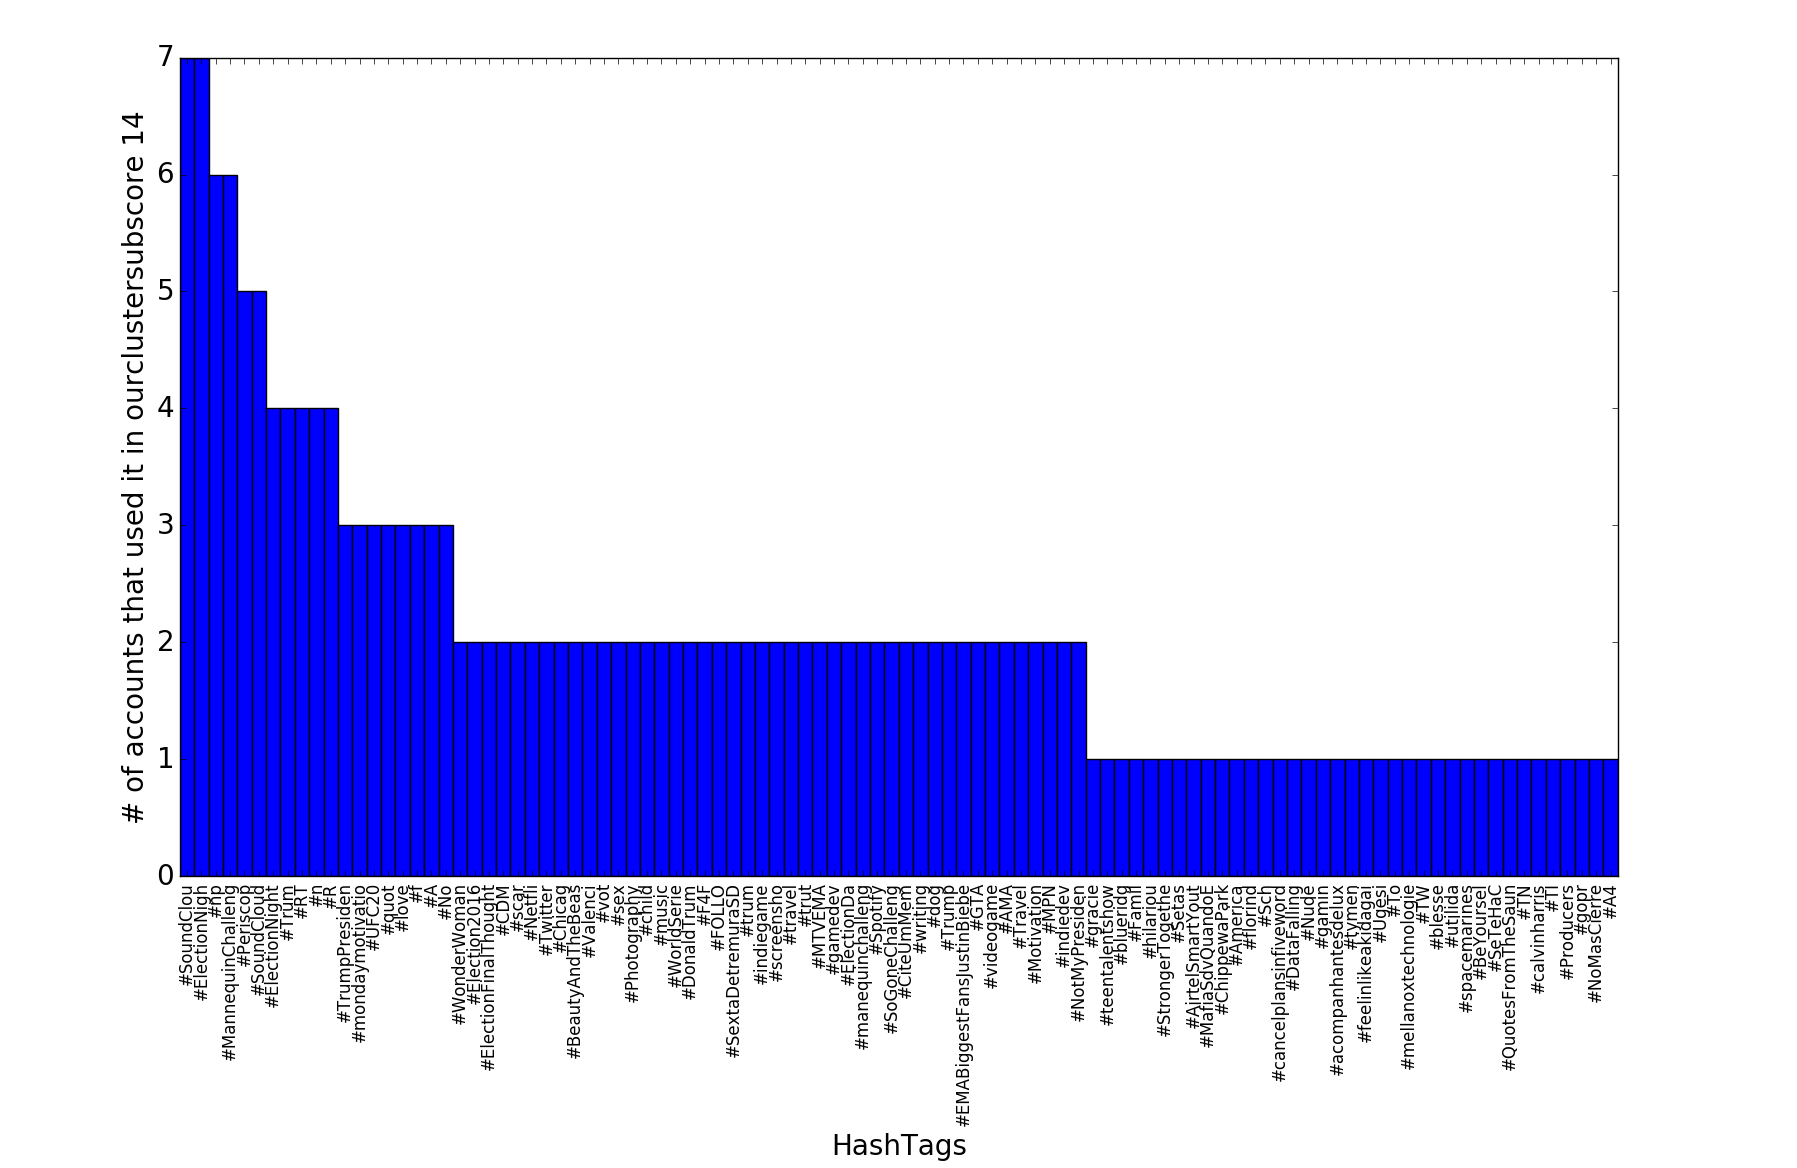 7
6
5
4
3
2
1
0
# of accounts that used it in ourclustersubscore 14
#SoundClou
#ElectionNigh
#np
#MannequinChalleng
#Periscop
#SoundCloud
#ElectionNight
#Trum
#RT
#n
#R
#TrumpPresiden
#mondaymotivatio
#UFC20
#quot
#love
#f
#A
#No
#WonderWoman
#Election2016
#ElectionFinalThought
#CDM
#scar
#Netfli
#Twitter
#Chicag
#BeautyAndTheBeas
#Valenci
#vot
#sex
#Photography
#child
#music
#WorldSerie
#DonaldTrum
#F4F
#FOLLO
#SextaDetremuraSD
#trum
#indiegame
#screensho
#travel
#trut
#MTVEMA
#gamedev
#ElectionDa
#manequinchalleng
#Spotify
#SoGoneChalleng
#CiteUmMem
#writing
#dog
#Trump
#EMABiggestFansJustinBiebe
#GTA
#videogame
#AMA
#Travel
#Motivation
#MPN
#indiedev
#NotMyPresiden
#gracie
#teentalentshow
#blueridg
#Famil
#hilariou
#StrongerTogethe
#Setas
#AirtelSmartYout
#MafiaSdvQuandoE
#ChippewaPark
#America
#florind
#Sch
#cancelplansinfiveword
#DataFalling
#Nude
#gamin
#acompanhantesdelux
#tymen
#feelinlikeakidagai
#Ugesi
#To
#mellanoxtechnologie
#TW
#blesse
#utilida
#spacemarines
#BeYoursel
#SeTeHaC
#QuotesFromTheSaun
#TN
#calvinharris
#TI
#Producers
#gopr
#NoMasCierre
#A4
HashTags